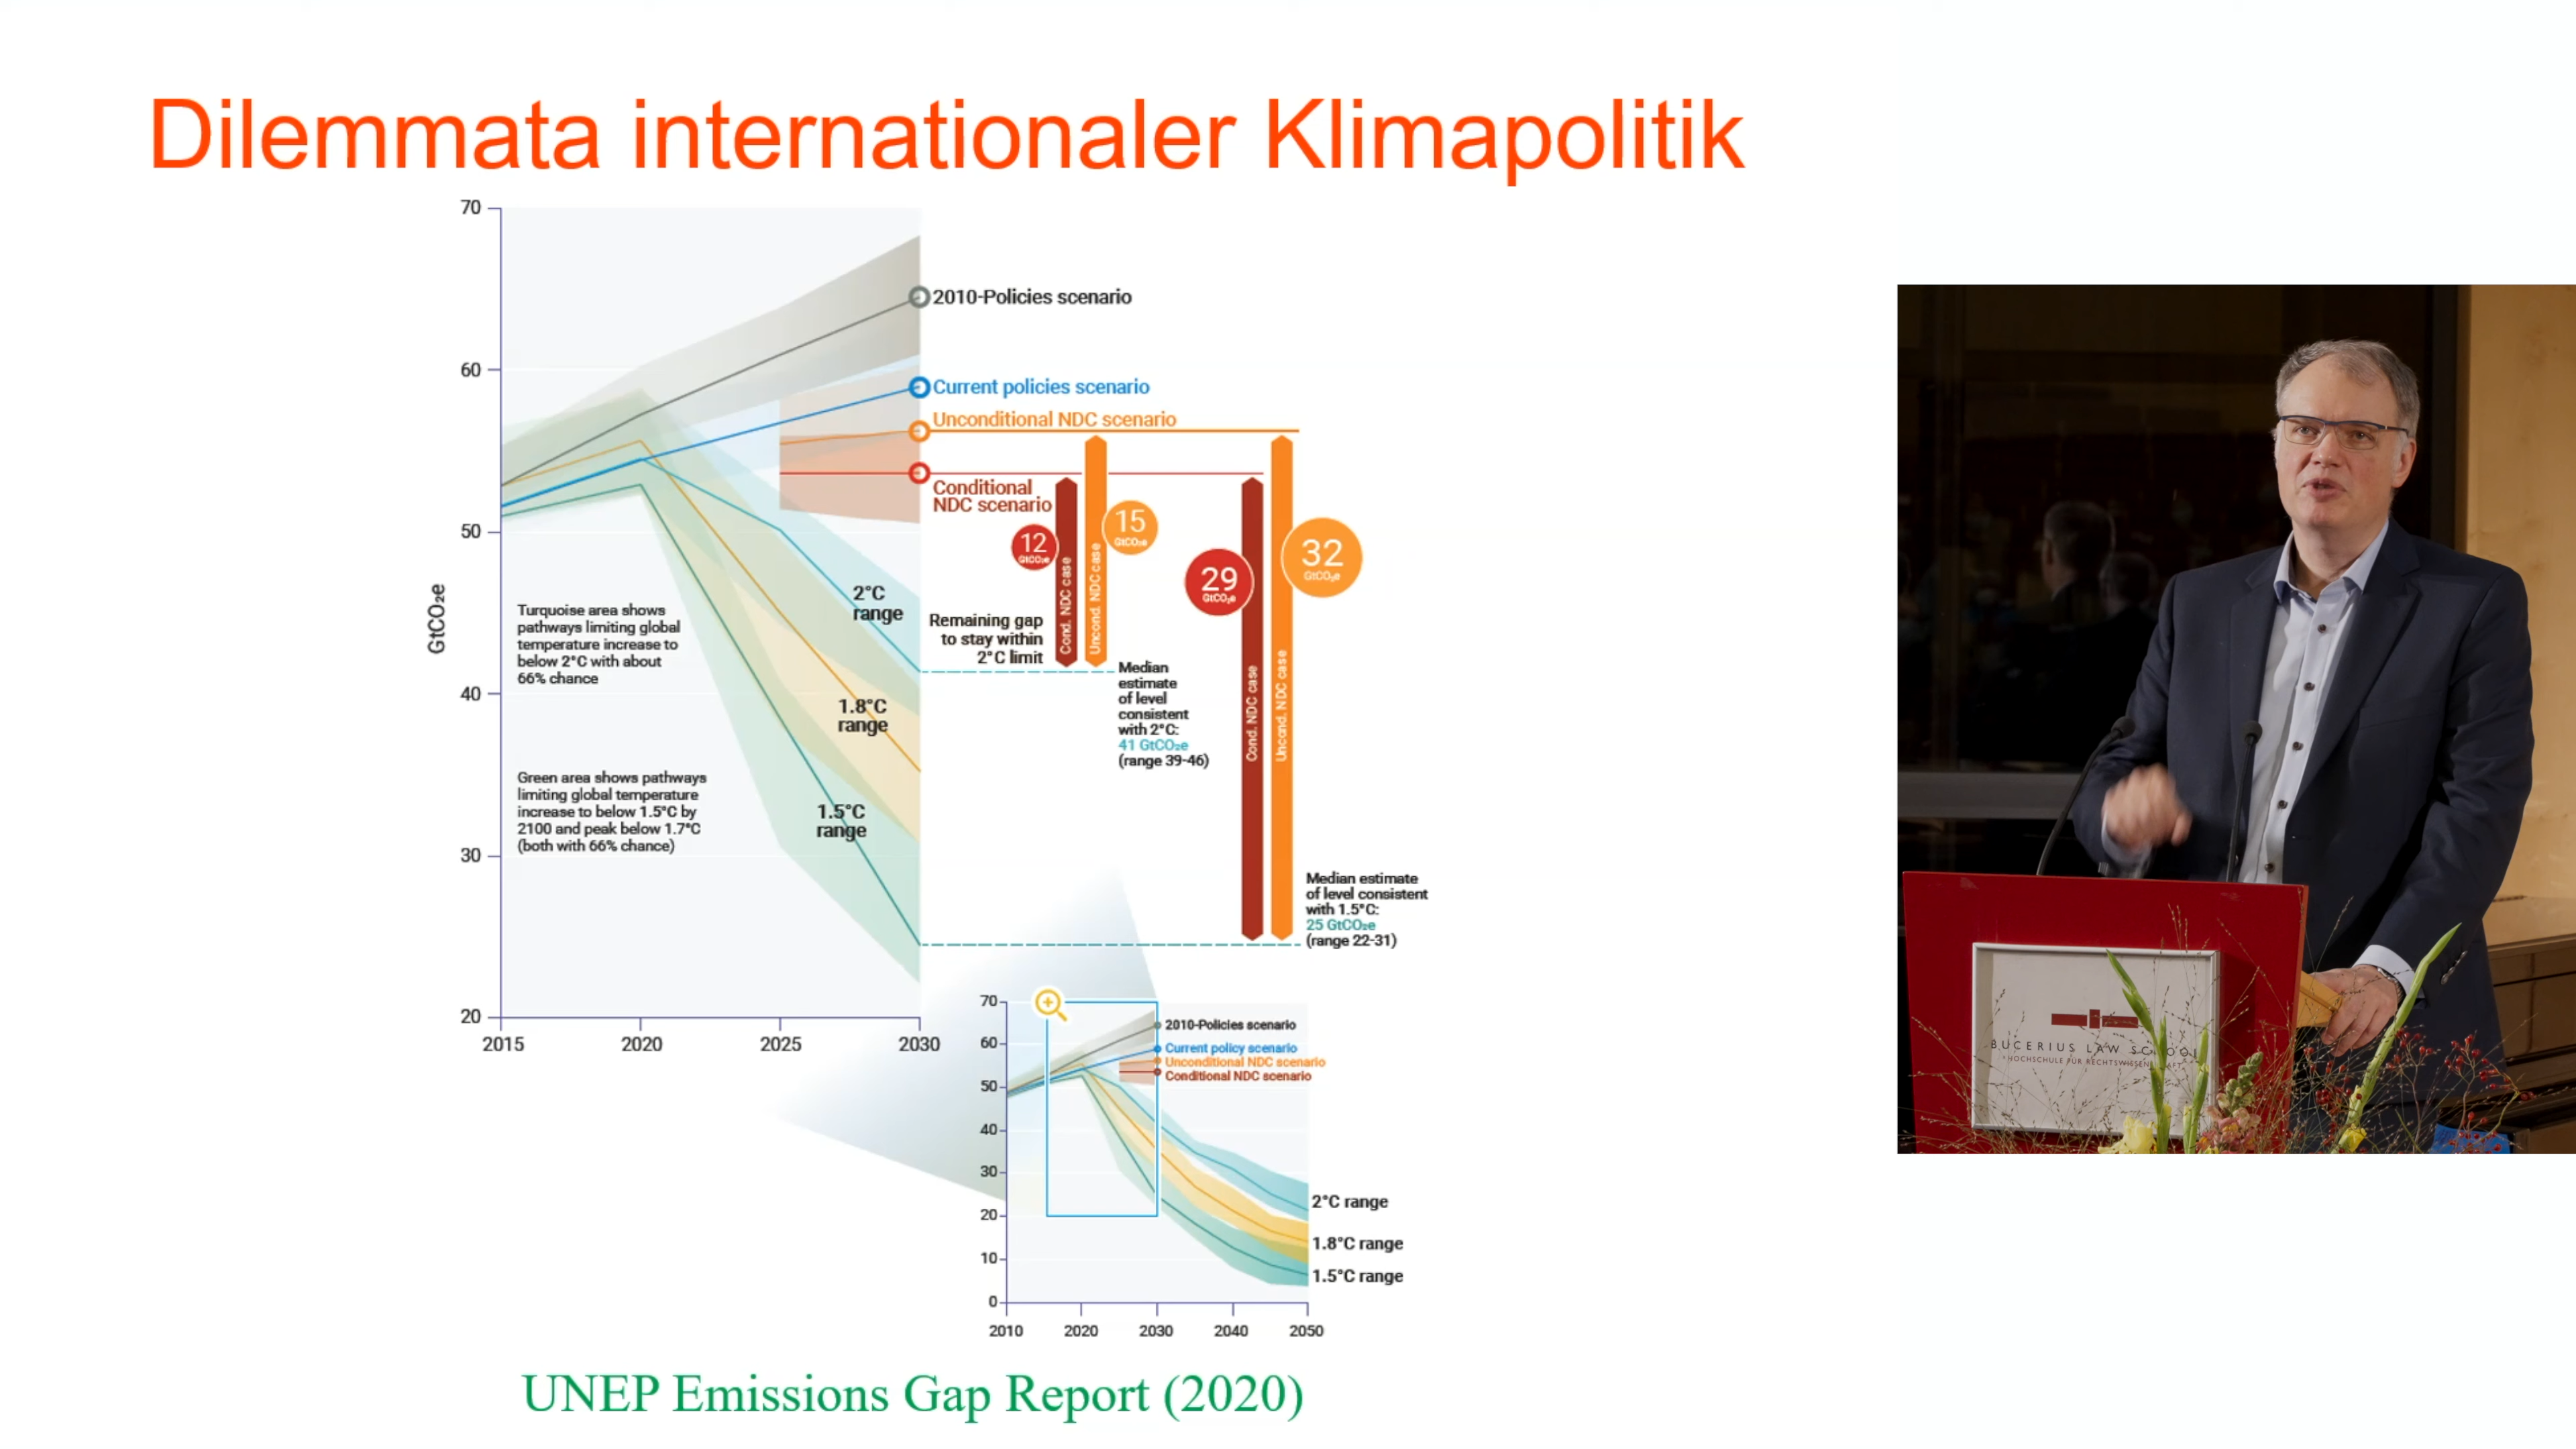 Dilemmata internationaler Klimapolitik
70
60
50
40
30
20
GtCO₂e
2015
2020
2025
2030
2010-Policies scenario
Current policies scenario
Unconditional NDC scenario
Conditional
NDC scenario
12
GtCO₂e
15
GtCO₂e
29
GtCO₂e
32
GtCO₂e
Cond. NDC case
Uncond. NDC case
Cond. NDC case
Uncond. NDC case
2°C
range
1.8°C
range
1.5°C
range
Turquoise area shows
pathways limiting global
temperature increase to
below 2°C with about
66% chance
Green area shows pathways
limiting global temperature
increase to below 1.5°C by
2100 and peak below 1.7°C
(both with 66% chance)
Remaining gap
to stay within
2°C limit
Median
estimate
of level
consistent
with 2°C:
41 GtCO₂e
(range 39-46)
Median estimate
of level consistent
with 1.5°C:
25 GtCO₂e
(range 22-31)
70
60
50
40
30
20
10
0
2010
2020
2030
2040
2050
2010-Policies scenario
Current policy scenario
Unconditional NDC scenario
Conditional NDC scenario
2°C range
1.8°C range
1.5°C range
UNEP Emissions Gap Report (2020)
BUCERIUS LAW SCHOOL
HOCHSCHULE FÜR